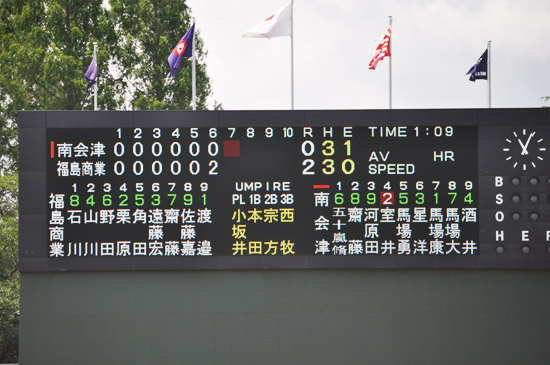 1 2 3 4 5 6 7 8 9 10 R H E TIME 1:09
南会津 0 0 0 0 0 0 0 3 1
福島商業 0 0 0 0 0 2 2 3 0
AV HR
SPEED
1 2 3 4 5 6 7 8 9
8 4 6 2 5 3 7 9 1
福島商業
石川
山川
野田
栗原
角田
遠藤宏
齋藤
佐藤嘉
渡邉
UMPIRE
PL 1B 2B 3B
小坂井
本田
宗方
西牧
1 2 3 4 5 6 7 8 9
6 8 9 2 5 3 1 7 4
南会津
五十嵐脩
齋藤
河原田
室井
馬場勇
星洋
馬場康
馬場大
酒井
B
S
O
H E F